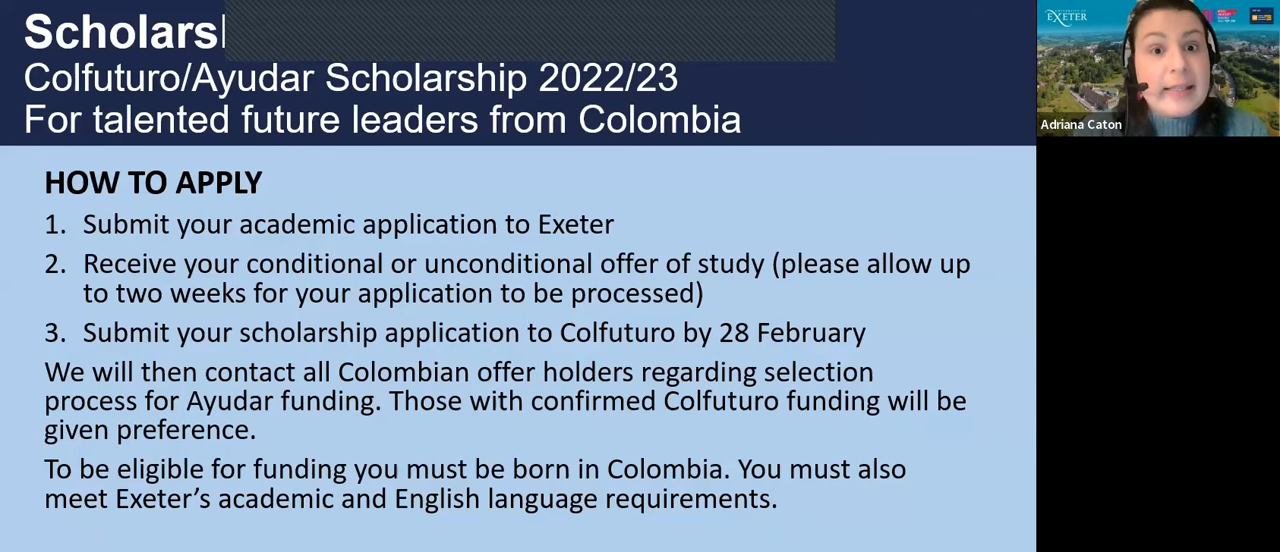 Scholars
Colfuturo/Ayudar Scholarship 2022/23
For talented future leaders from Colombia
HOW TO APPLY
1. Submit your academic application to Exeter
2. Receive your conditional or unconditional offer of study (please allow up
to two weeks for your application to be processed)
3. Submit your scholarship application to Colfuturo by 28 February
We will then contact all Colombian offer holders regarding selection
process for Ayudar funding. Those with confirmed Colfuturo funding will be
given preference.
To be eligible for funding you must be born in Colombia. You must also
meet Exeter's academic and English language requirements.
EXETER
Adriana Caton